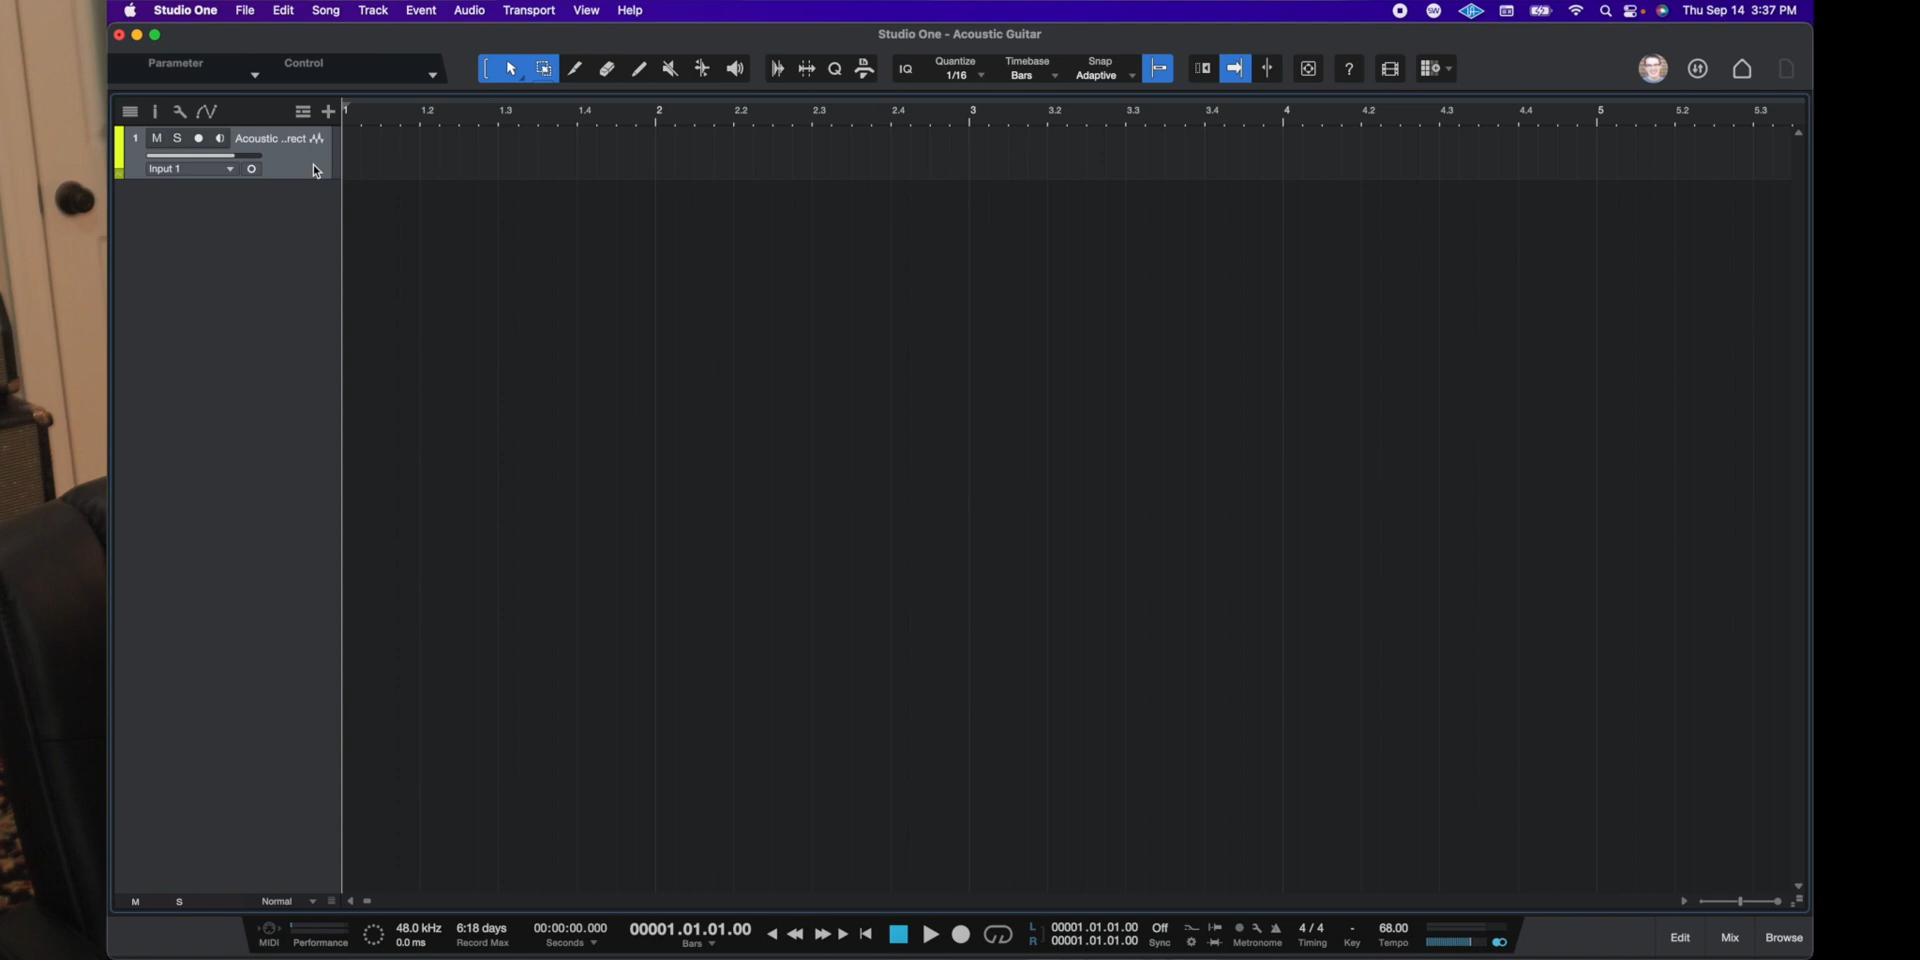 Studio One File Edit Song Track Event Audio Transport View Help SW Thu Sep 14 3:37 PM
Studio One - Acoustic Guitar
Parameter Control IQ Quantize 1/16 Timebase Bars Snap Adaptive ?
1 1.2 1.3 1.4 2 2.2 2.3 2.4 3 3.2 3.3 3.4 4 4.2 4.3 4.4 5 5.2 5.3
1 M S Acoustic ..rect
Input 1
M S Normal
MIDI Performance 48.0 kHz 0.0 ms 6:18 days Record Max 00:00:00.000 Seconds 00001.01.01.00 Bars L 00001.01.01.00 R 00001.01.01.00 Off Sync Metronome 4 / 4 Timing - Key 68.00 Tempo Edit Mix Browse